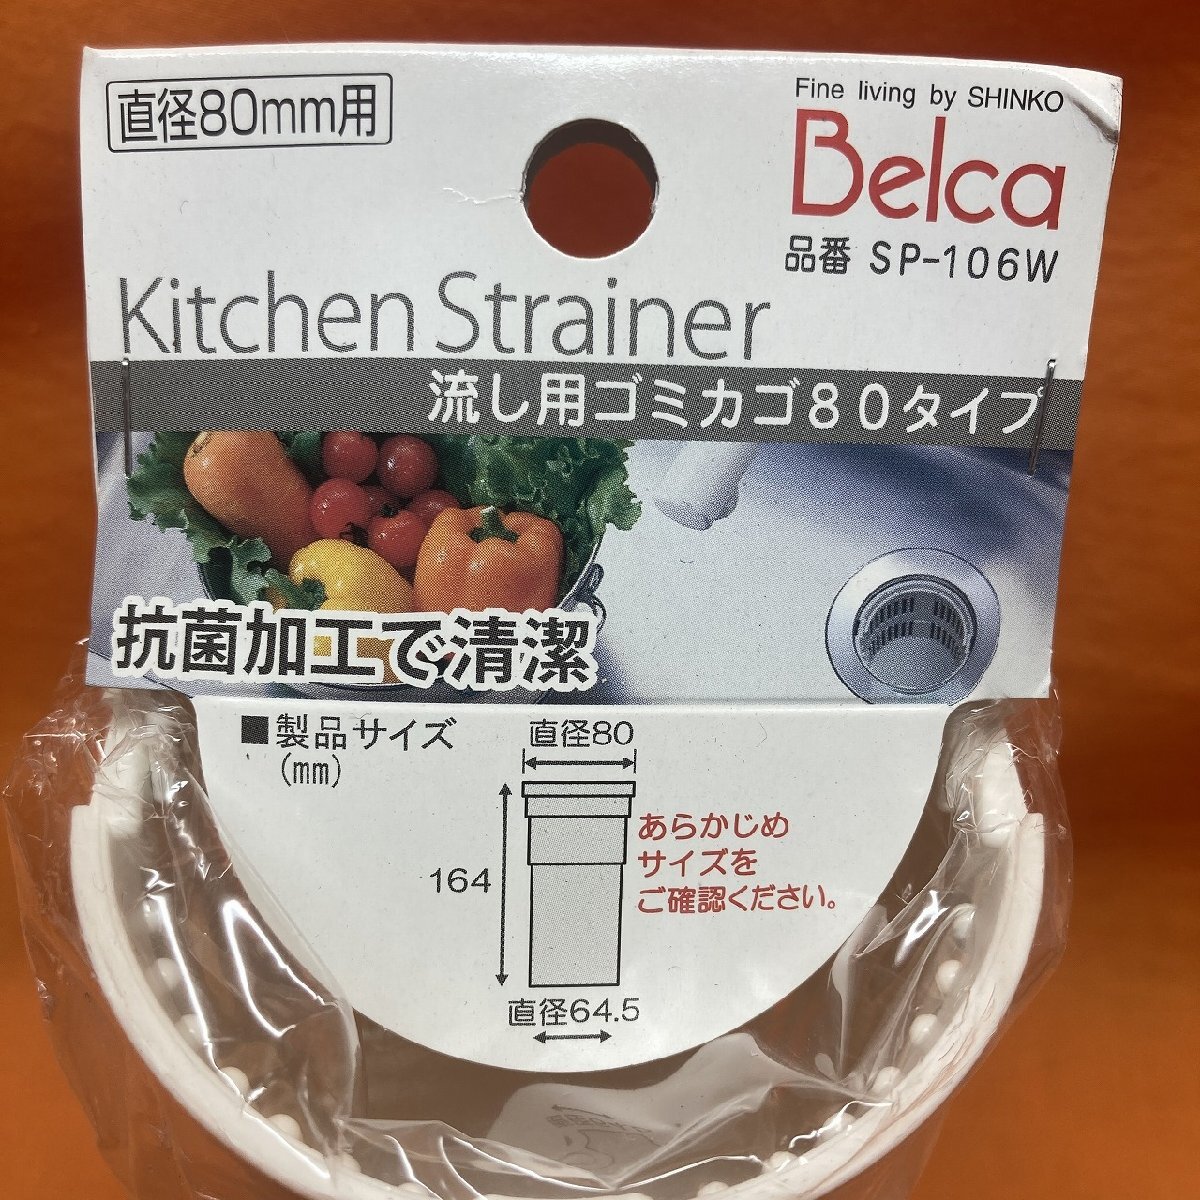 直径80mm用
Fine living by SHINKO
Belca
品番 SP-106W
Kitchen Strainer
流し用ゴミカゴ80タイプ
抗菌加工で清潔
■製品サイズ
(mm)
直径80
164
直径64.5
あらかじめ
サイズを
ご確認ください。